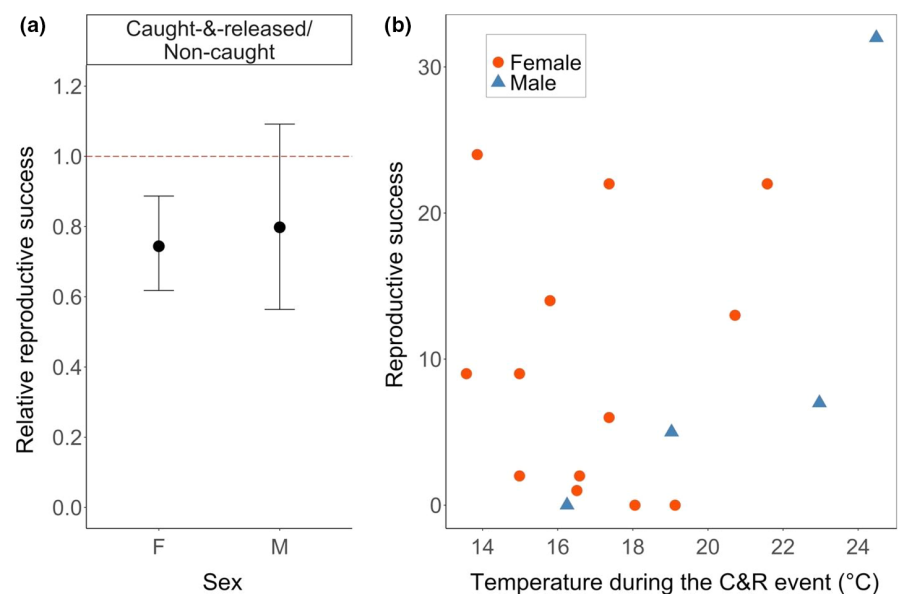 (a)
Caught-&-released/
Non-caught
1.2
1.0
0.8
0.6
0.4
0.2
0.0
Relative reproductive success
F M
Sex
(b)
Female
Male
30
20
10
0
Reproductive success
14 16 18 20 22 24
Temperature during the C&R event (°C)